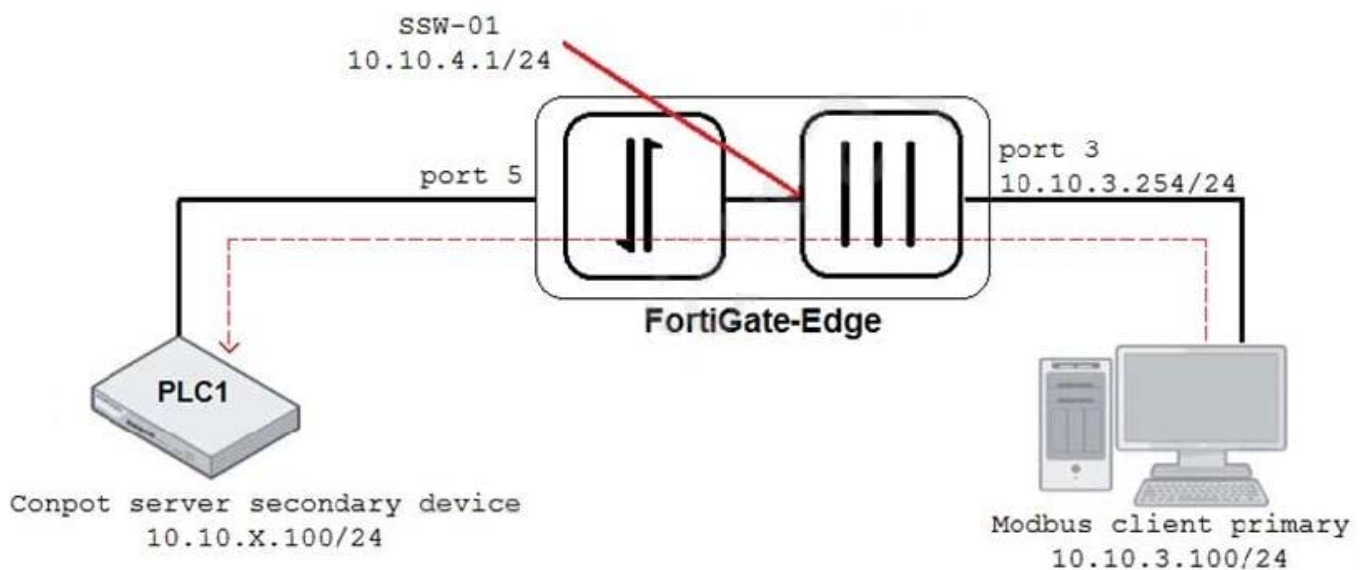 SSW-01
10.10.4.1/24
port 5
port 3
10.10.3.254/24
FortiGate-Edge
PLC1
Conpot server secondary device
10.10.X.100/24
Modbus client primary
10.10.3.100/24